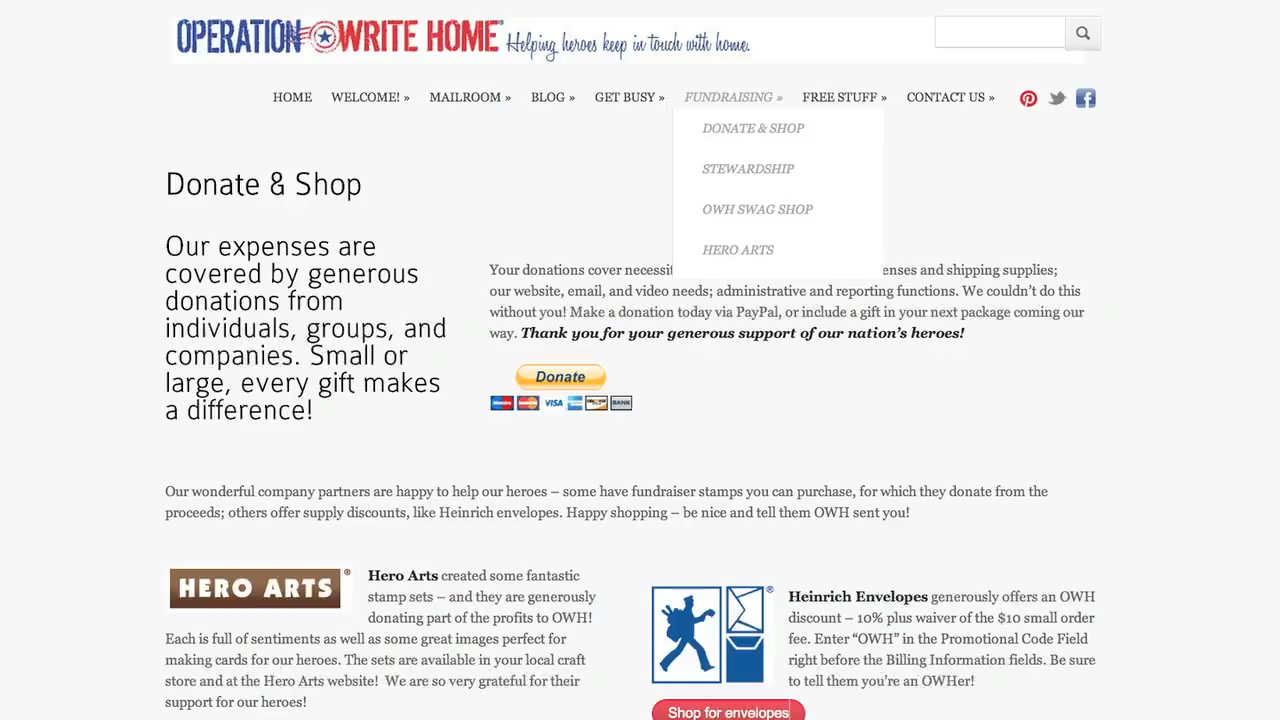 OPERATION WRITE HOME® Helping heroes keep in touch with home.
HOME WELCOME! » MAILROOM » BLOG » GET BUSY » FUNDRAISING » FREE STUFF » CONTACT US »
DONATE & SHOP
STEWARDSHIP
OWH SWAG SHOP
HERO ARTS
Donate & Shop
Our expenses are
covered by generous
donations from
individuals, groups, and
companies. Small or
large, every gift makes
a difference!
Your donations cover necessit enses and shipping supplies;
our website, email, and video needs; administrative and reporting functions. We couldn't do this
without you! Make a donation today via PayPal, or include a gift in your next package coming our
way. Thank you for your generous support of our nation's heroes!
Donate
VISA BANK
Our wonderful company partners are happy to help our heroes – some have fundraiser stamps you can purchase, for which they donate from the
proceeds; others offer supply discounts, like Heinrich envelopes. Happy shopping – be nice and tell them OWH sent you!
HERO ARTS®
Hero Arts created some fantastic
stamp sets – and they are generously
donating part of the profits to OWH!
Each is full of sentiments as well as some great images perfect for
making cards for our heroes. The sets are available in your local craft
store and at the Hero Arts website! We are so very grateful for their
support for our heroes!
®
Heinrich Envelopes generously offers an OWH
discount – 10% plus waiver of the $10 small order
fee. Enter "OWH" in the Promotional Code Field
right before the Billing Information fields. Be sure
to tell them you're an OWHer!
Shop for envelopes